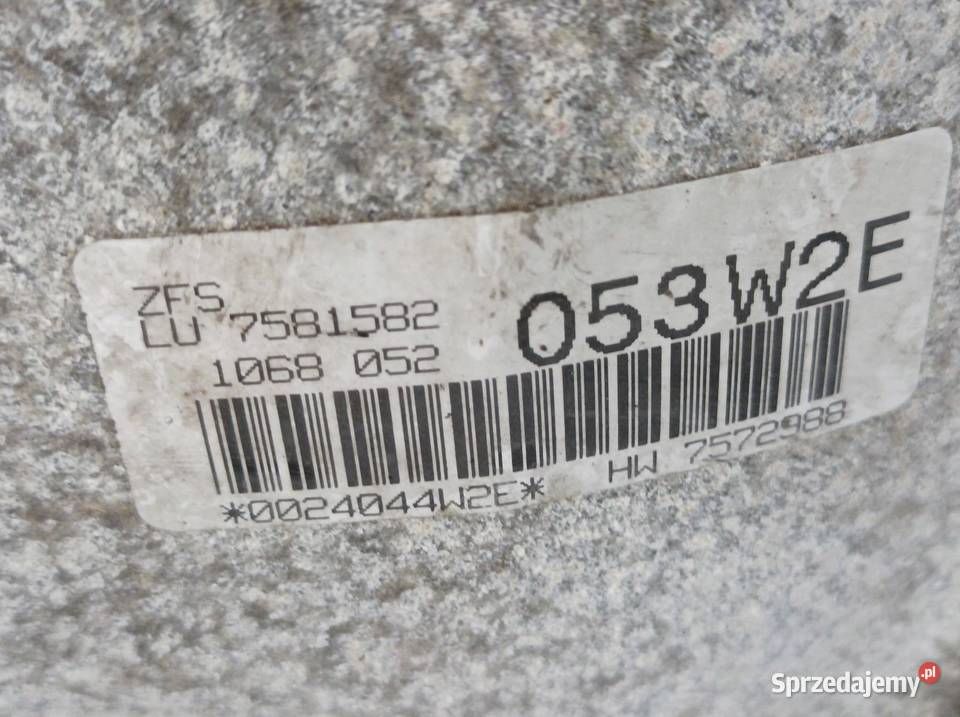 ZFS
LU 7581582
1068 052
053W2E
*0024044W2E*
HW 7572988
Sprzedajemy.pl